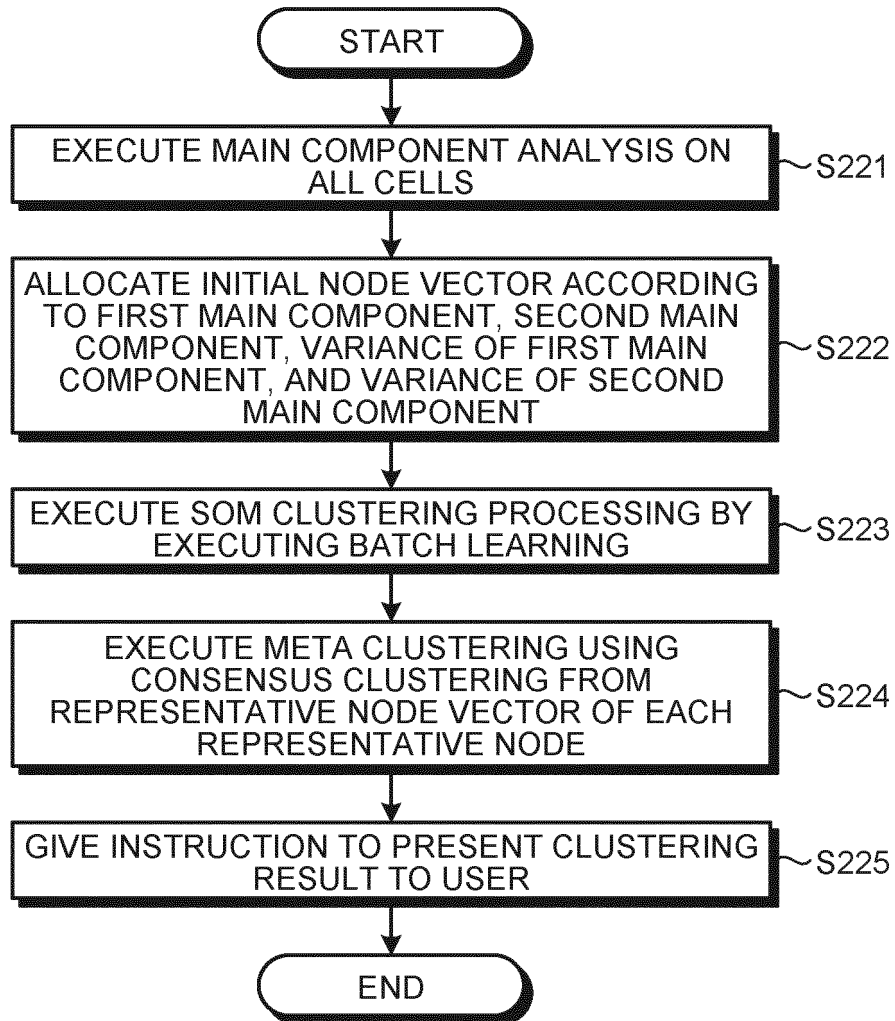 START
EXECUTE MAIN COMPONENT ANALYSIS ON
ALL CELLS
S221
ALLOCATE INITIAL NODE VECTOR ACCORDING
TO FIRST MAIN COMPONENT, SECOND MAIN
COMPONENT, VARIANCE OF FIRST MAIN
COMPONENT, AND VARIANCE OF SECOND
MAIN COMPONENT
S222
EXECUTE SOM CLUSTERING PROCESSING BY
EXECUTING BATCH LEARNING
S223
EXECUTE META CLUSTERING USING
CONSENSUS CLUSTERING FROM
REPRESENTATIVE NODE VECTOR OF EACH
REPRESENTATIVE NODE
S224
GIVE INSTRUCTION TO PRESENT CLUSTERING
RESULT TO USER
S225
END